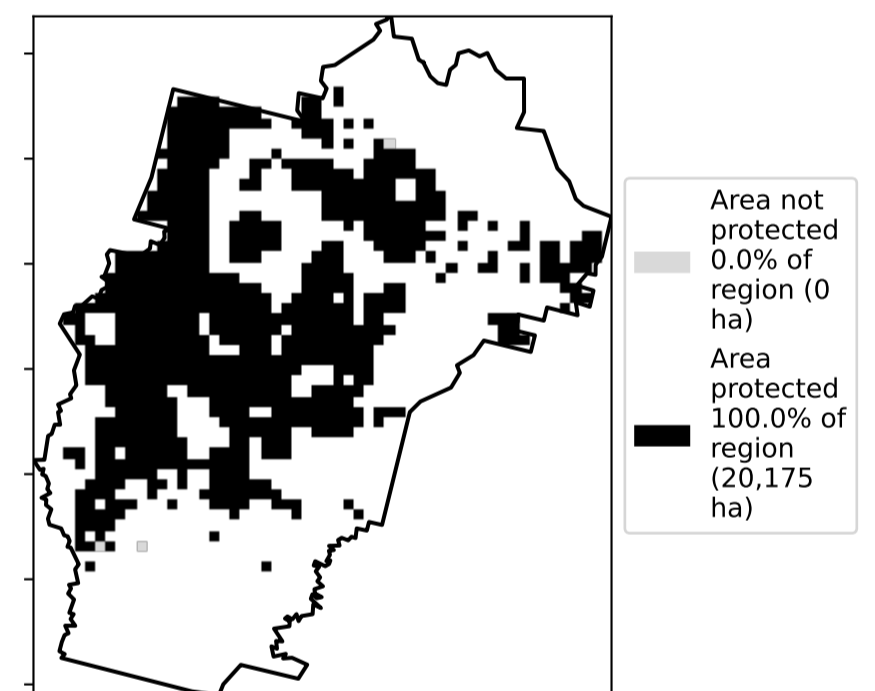 Area not
protected
0.0% of
region (0
ha)
Area
protected
100.0% of
region
(20,175
ha)